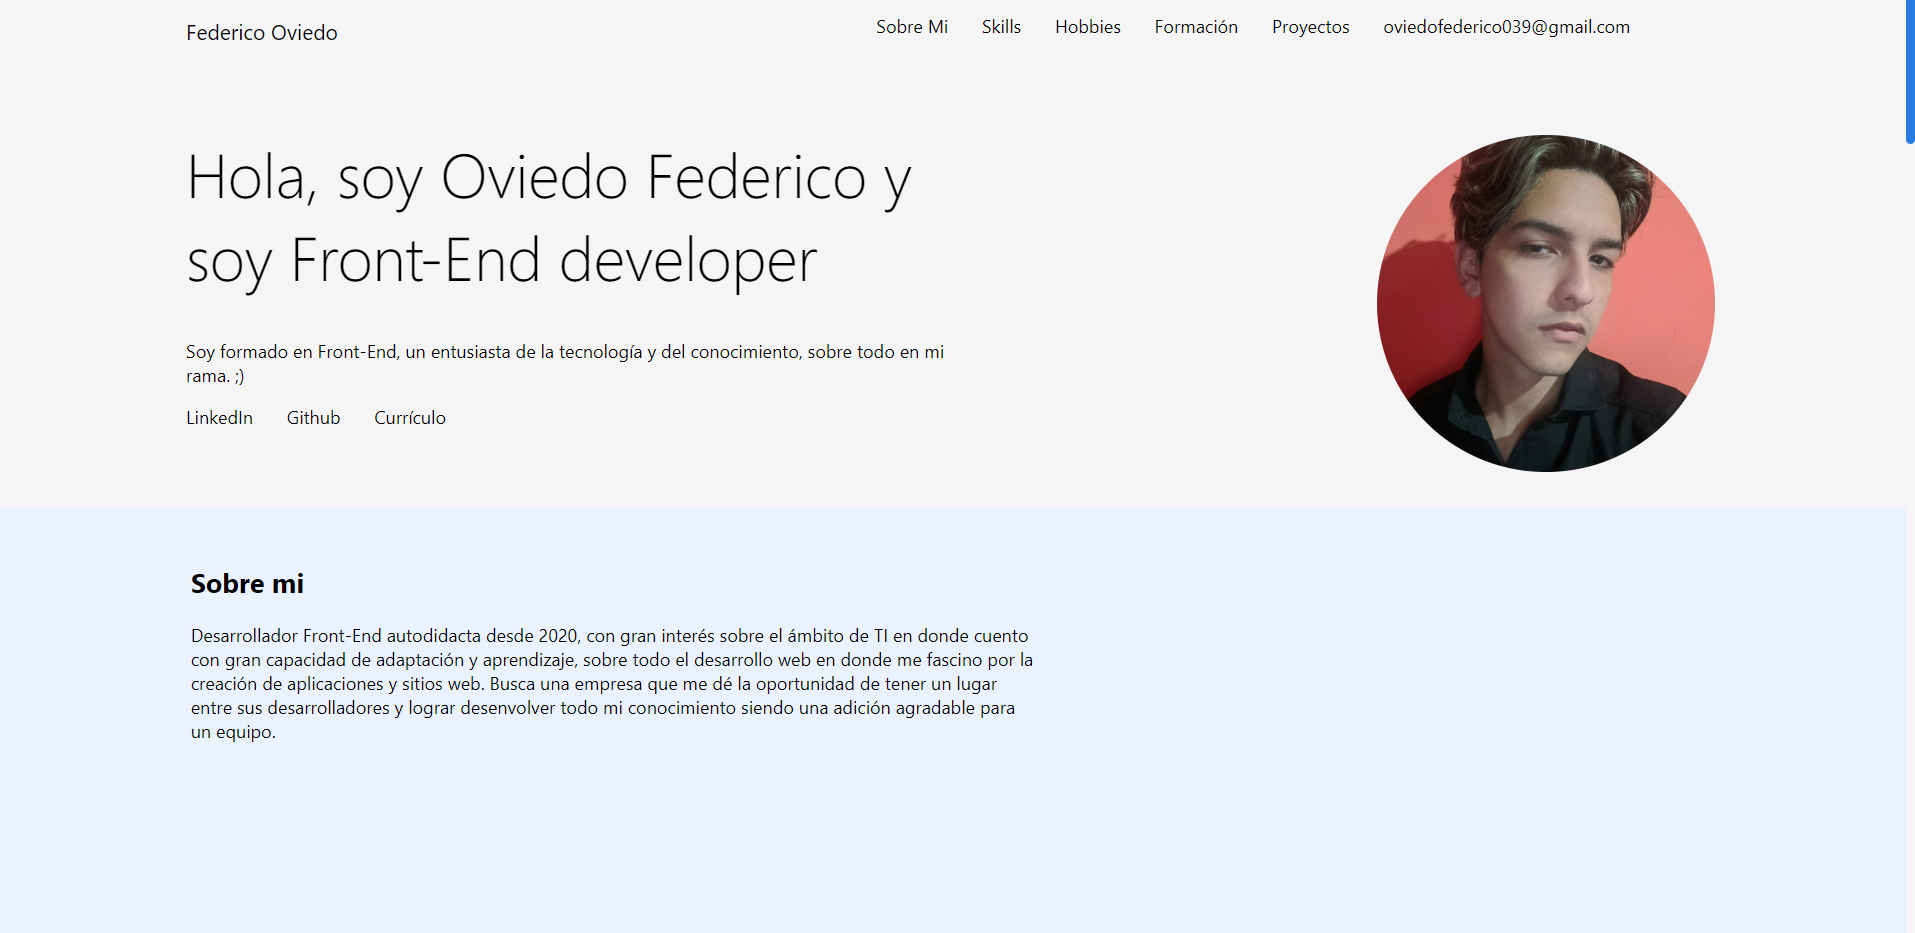 Federico Oviedo
Sobre Mi Skills Hobbies Formación Proyectos oviedofederico039@gmail.com
Hola, soy Oviedo Federico y
soy Front-End developer
Soy formado en Front-End, un entusiasta de la tecnología y del conocimiento, sobre todo en mi
rama. ;)
LinkedIn Github Currículo
Sobre mi
Desarrollador Front-End autodidacta desde 2020, con gran interés sobre el ámbito de TI en donde cuento
con gran capacidad de adaptación y aprendizaje, sobre todo el desarrollo web en donde me fascino por la
creación de aplicaciones y sitios web. Busca una empresa que me dé la oportunidad de tener un lugar
entre sus desarrolladores y lograr desenvolver todo mi conocimiento siendo una adición agradable para
un equipo.